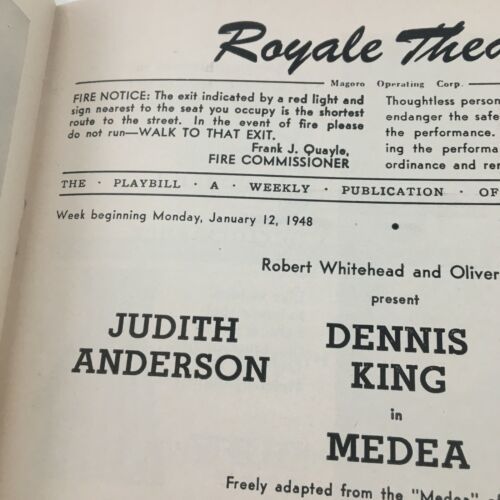 Royale Thea
Magoro Operating Corp.
FIRE NOTICE: The exit indicated by a red light and
sign nearest to the seat you occupy is the shortest
route to the street. In the event of fire please
do not run—WALK TO THAT EXIT.
Frank J. Quayle,
FIRE COMMISSIONER
Thoughtless person
endanger the safe
the performance.
ing the performa
ordinance and ren
THE · PLAYBILL · A · WEEKLY · PUBLICATION · OF
Week beginning Monday, January 12, 1948
Robert Whitehead and Oliver
present
JUDITH
ANDERSON
DENNIS
KING
in
MEDEA
Freely adapted from the "Medea"